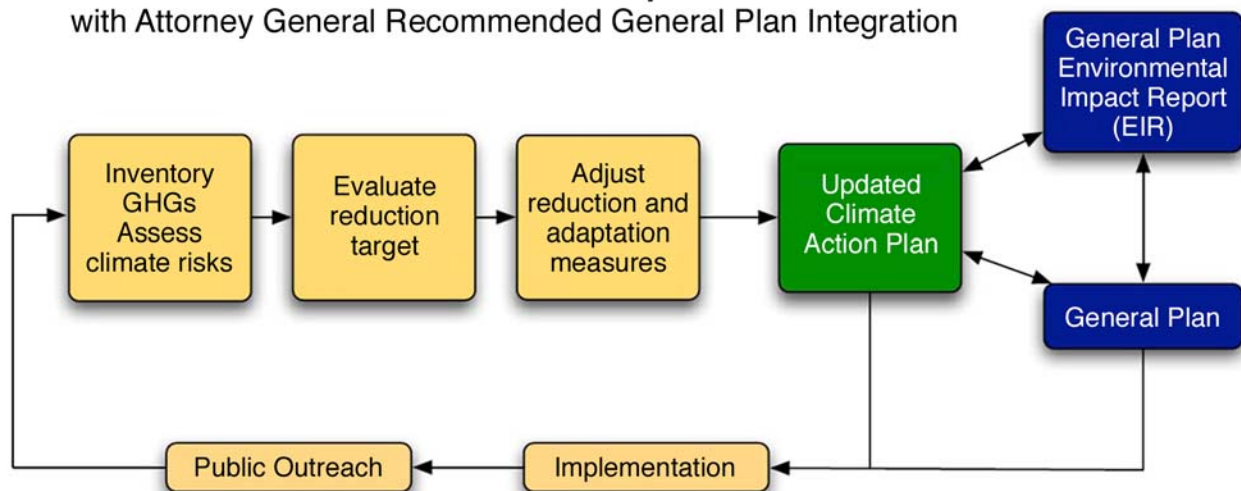 with Attorney General Recommended General Plan Integration
General Plan
Environmental
Impact Report
(EIR)
Inventory
GHGs
Assess
climate risks
Evaluate
reduction
target
Adjust
reduction and
adaptation
measures
Updated
Climate
Action Plan
General Plan
Public Outreach
Implementation